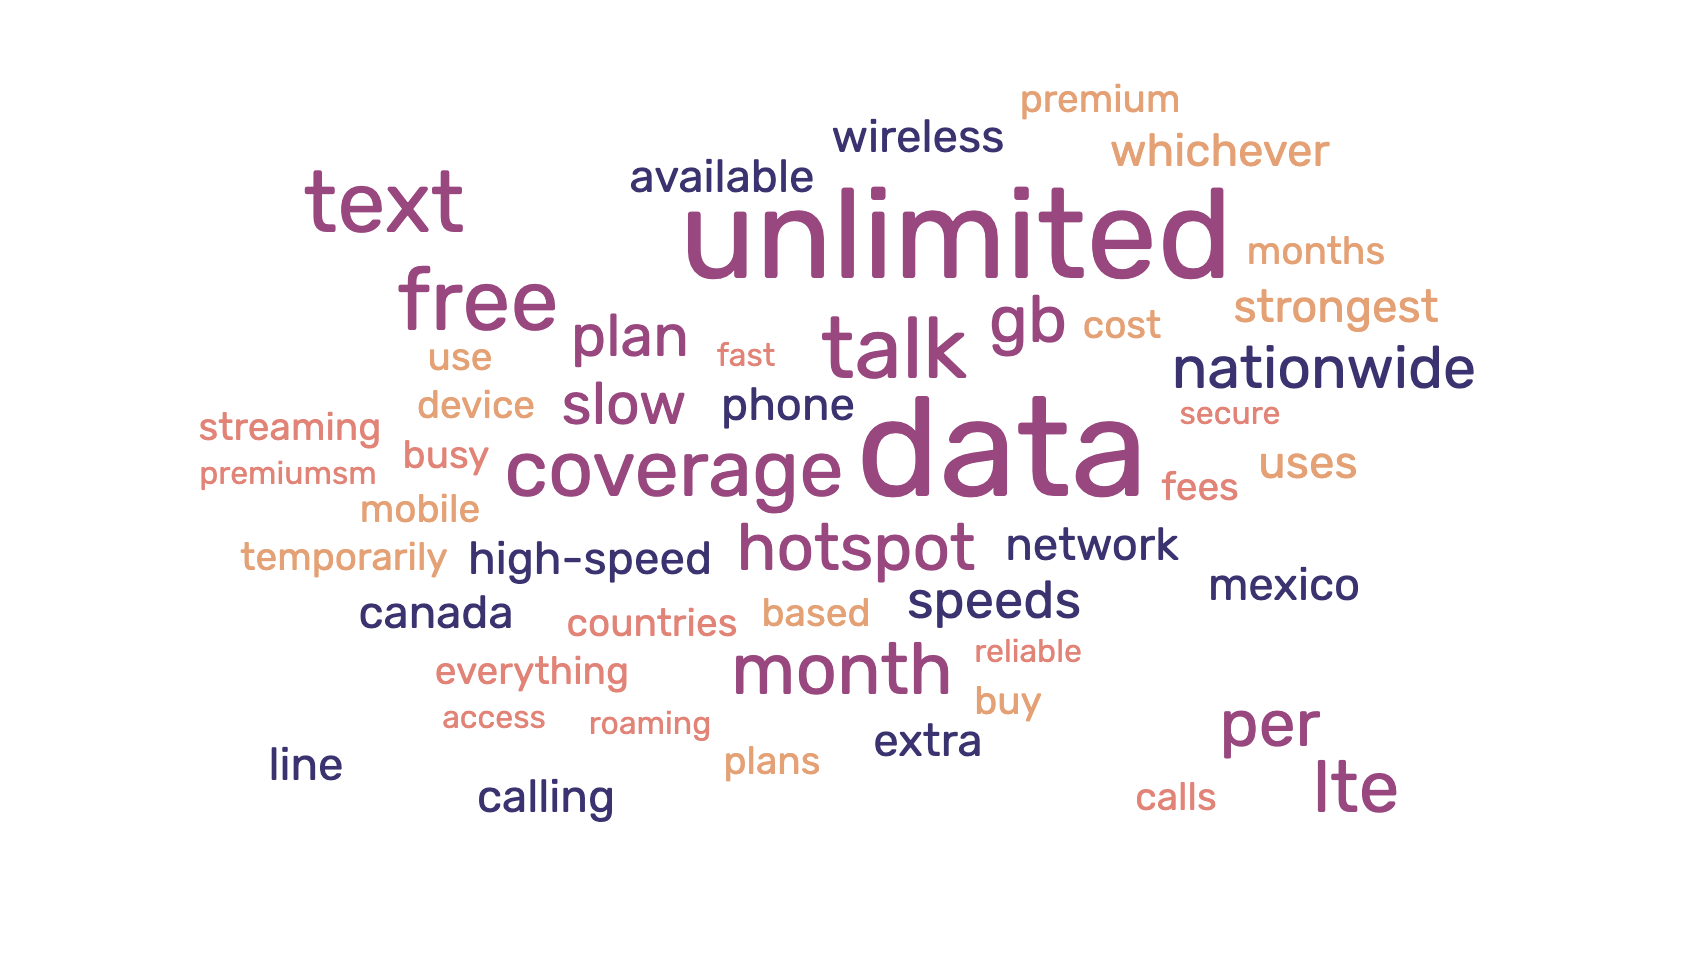 premium
wireless
whichever
available
text
unlimited
months
free
strongest
plan
talk
gb
cost
use
fast
nationwide
device
slow
phone
data
secure
streaming
busy
coverage
uses
premiumsm
fees
mobile
temporarily
high-speed
hotspot
network
mexico
canada
countries
based
speeds
everything
month
reliable
buy
access
roaming
per
extra
line
plans
lte
calling
calls